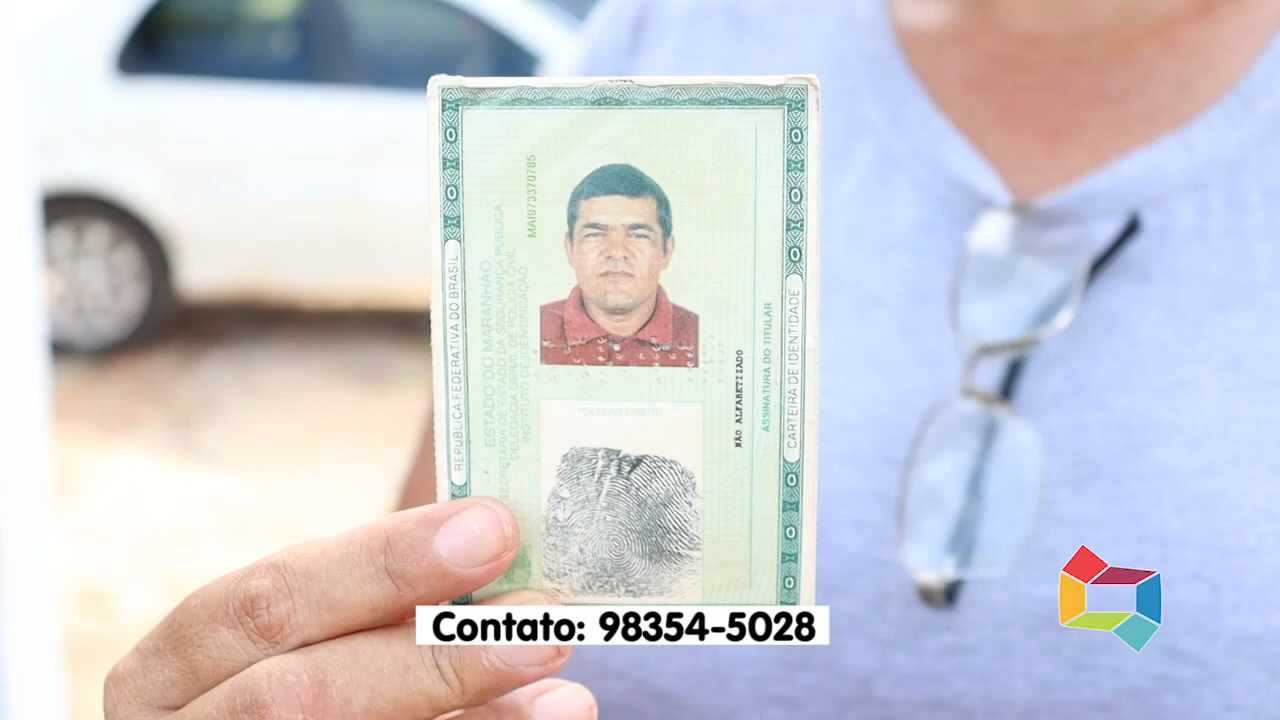 REPÚBLICA FEDERATIVA DO BRASIL
ESTADO DO MARANHÃO
SECRETARIA DE ESTADO DA SEGURANÇA PÚBLICA
DELEGACIA GERAL DE POLÍCIA CIVIL
INSTITUTO DE IDENTIFICAÇÃO
MAI973370785
POLEGAR DIREITO
NÃO ALFABETIZADO
ASSINATURA DO TITULAR
CARTEIRA DE IDENTIDADE
Contato: 98354-5028